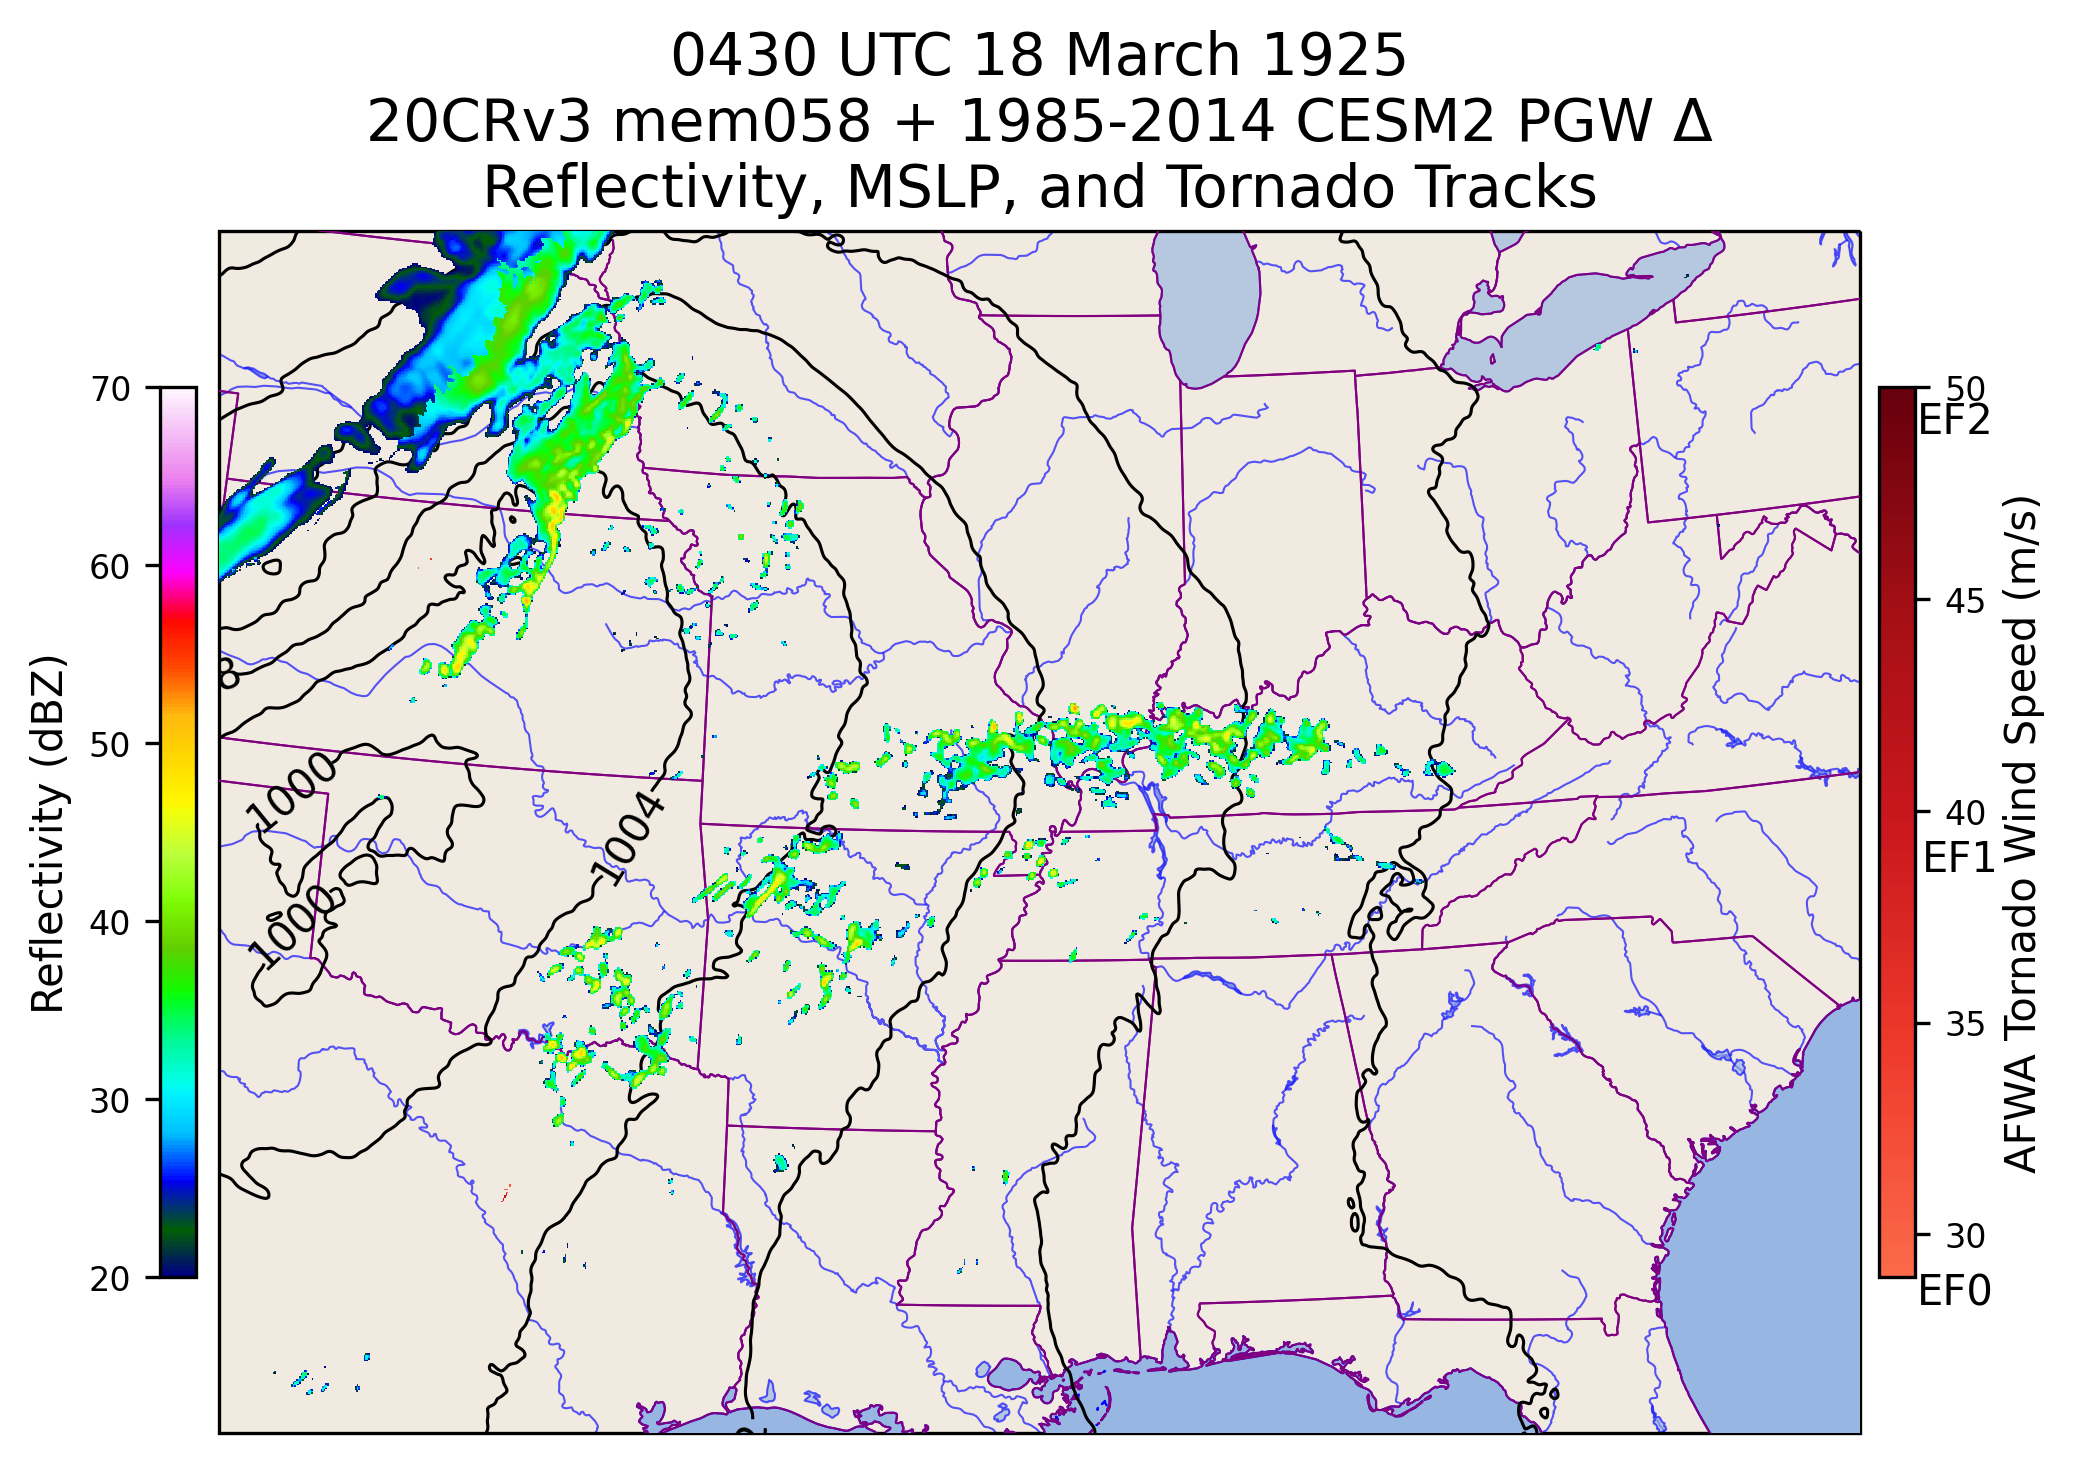 0430 UTC 18 March 1925
20CRv3 mem058 + 1985-2014 CESM2 PGW Δ
Reflectivity, MSLP, and Tornado Tracks
70
60
50
40
30
20
Reflectivity (dBZ)
8
1000
1000
1004
50
EF2
45
40
EF1
35
30
EF0
AFWA Tornado Wind Speed (m/s)